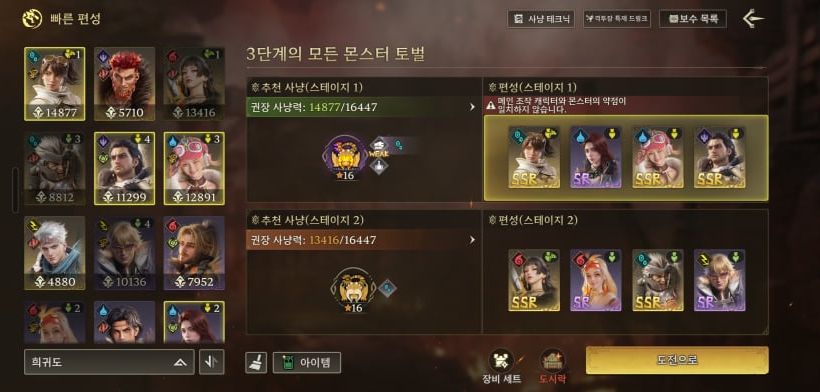 빠른 편성
사냥 테크닉
격투장 특제 드링크
보수 목록
3단계의 모든 몬스터 토벌
1
14877
5710
1
13416
3
8812
4
11299
3
12891
4880
4
10136
7952
2
2
희귀도
추천 사냥(스테이지 1)
권장 사냥력: 14877/16447
WEAK
16
편성(스테이지 1)
메인 조작 캐릭터와 몬스터의 약점이
일치하지 않습니다.
SSR
SR
SSR
SSR
추천 사냥(스테이지 2)
권장 사냥력: 13416/16447
16
편성(스테이지 2)
SSR
SR
SSR
SR
아이템
장비 세트
도시락
도전으로